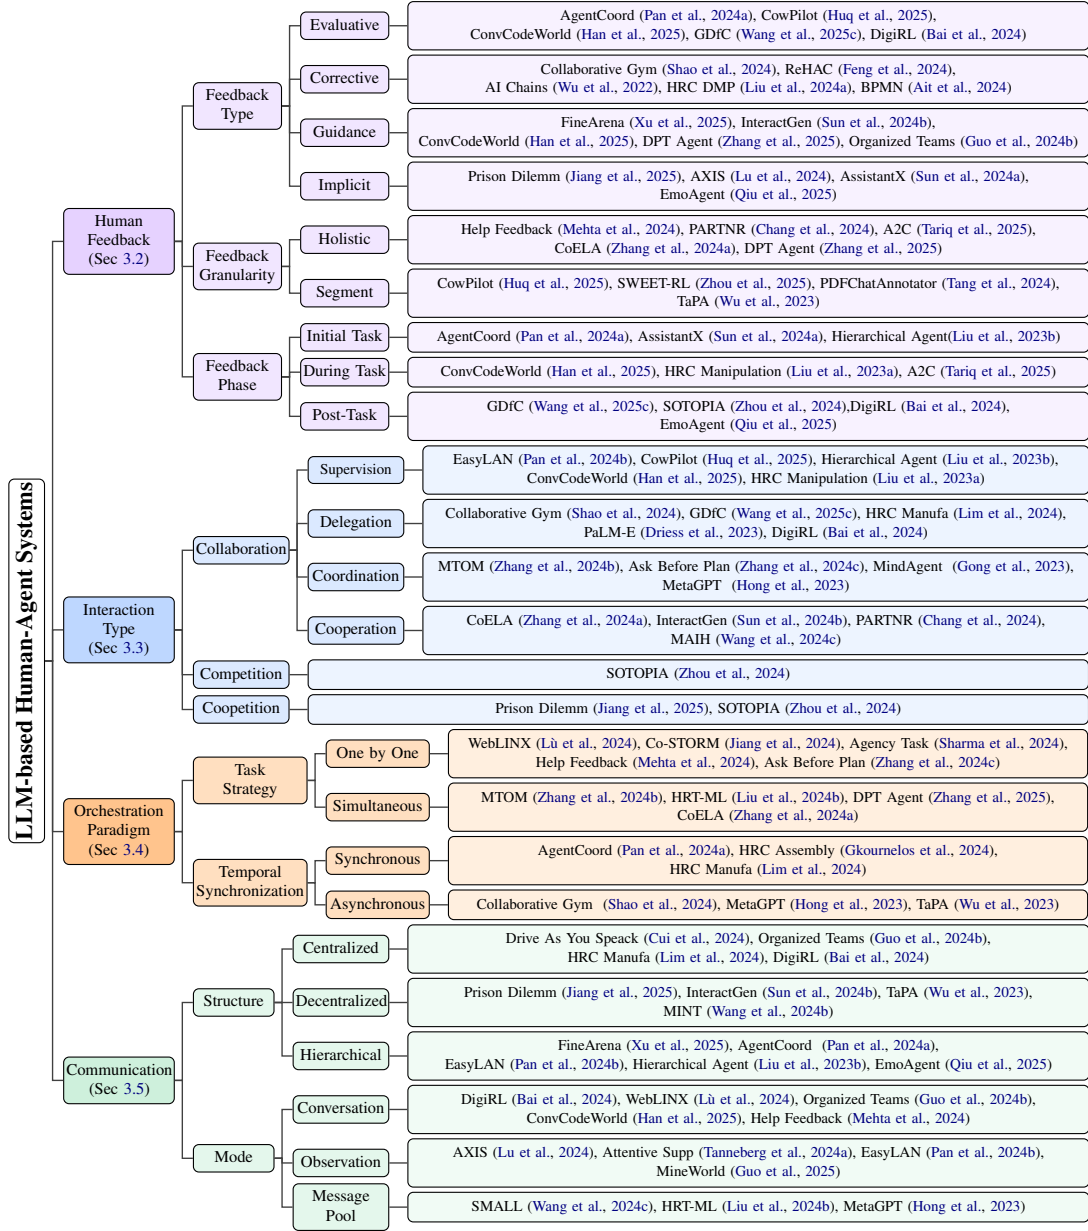 LLM-based Human-Agent Systems
Human
Feedback
(Sec 3.2)
Feedback
Type
Evaluative
AgentCoord (Pan et al., 2024a), CowPilot (Huq et al., 2025),
ConvCodeWorld (Han et al., 2025), GDfC (Wang et al., 2025c), DigiRL (Bai et al., 2024)
Corrective
Collaborative Gym (Shao et al., 2024), ReHAC (Feng et al., 2024),
AI Chains (Wu et al., 2022), HRC DMP (Liu et al., 2024a), BPMN (Ait et al., 2024)
Guidance
FineArena (Xu et al., 2025), InteractGen (Sun et al., 2024b),
ConvCodeWorld (Han et al., 2025), DPT Agent (Zhang et al., 2025), Organized Teams (Guo et al., 2024b)
Implicit
Prison Dilemm (Jiang et al., 2025), AXIS (Lu et al., 2024), AssistantX (Sun et al., 2024a),
EmoAgent (Qiu et al., 2025)
Feedback
Granularity
Holistic
Help Feedback (Mehta et al., 2024), PARTNR (Chang et al., 2024), A2C (Tariq et al., 2025),
CoELA (Zhang et al., 2024a), DPT Agent (Zhang et al., 2025)
Segment
CowPilot (Huq et al., 2025), SWEET-RL (Zhou et al., 2025), PDFChatAnnotator (Tang et al., 2024),
TaPA (Wu et al., 2023)
Feedback
Phase
Initial Task
AgentCoord (Pan et al., 2024a), AssistantX (Sun et al., 2024a), Hierarchical Agent(Liu et al., 2023b)
During Task
ConvCodeWorld (Han et al., 2025), HRC Manipulation (Liu et al., 2023a), A2C (Tariq et al., 2025)
Post-Task
GDfC (Wang et al., 2025c), SOTOPIA (Zhou et al., 2024),DigiRL (Bai et al., 2024),
EmoAgent (Qiu et al., 2025)
Interaction
Type
(Sec 3.3)
Collaboration
Supervision
EasyLAN (Pan et al., 2024b), CowPilot (Huq et al., 2025), Hierarchical Agent (Liu et al., 2023b),
ConvCodeWorld (Han et al., 2025), HRC Manipulation (Liu et al., 2023a)
Delegation
Collaborative Gym (Shao et al., 2024), GDfC (Wang et al., 2025c), HRC Manufa (Lim et al., 2024),
PaLM-E (Driess et al., 2023), DigiRL (Bai et al., 2024)
Coordination
MTOM (Zhang et al., 2024b), Ask Before Plan (Zhang et al., 2024c), MindAgent (Gong et al., 2023),
MetaGPT (Hong et al., 2023)
Cooperation
CoELA (Zhang et al., 2024a), InteractGen (Sun et al., 2024b), PARTNR (Chang et al., 2024),
MAIH (Wang et al., 2024c)
Competition
SOTOPIA (Zhou et al., 2024)
Coopetition
Prison Dilemm (Jiang et al., 2025), SOTOPIA (Zhou et al., 2024)
Orchestration
Paradigm
(Sec 3.4)
Task
Strategy
One by One
WebLINX (Lù et al., 2024), Co-STORM (Jiang et al., 2024), Agency Task (Sharma et al., 2024),
Help Feedback (Mehta et al., 2024), Ask Before Plan (Zhang et al., 2024c)
Simultaneous
MTOM (Zhang et al., 2024b), HRT-ML (Liu et al., 2024b), DPT Agent (Zhang et al., 2025),
CoELA (Zhang et al., 2024a)
Temporal
Synchronization
Synchronous
AgentCoord (Pan et al., 2024a), HRC Assembly (Gkournelos et al., 2024),
HRC Manufa (Lim et al., 2024)
Asynchronous
Collaborative Gym (Shao et al., 2024), MetaGPT (Hong et al., 2023), TaPA (Wu et al., 2023)
Communication
(Sec 3.5)
Structure
Centralized
Drive As You Speack (Cui et al., 2024), Organized Teams (Guo et al., 2024b),
HRC Manufa (Lim et al., 2024), DigiRL (Bai et al., 2024)
Decentralized
Prison Dilemm (Jiang et al., 2025), InteractGen (Sun et al., 2024b), TaPA (Wu et al., 2023),
MINT (Wang et al., 2024b)
Hierarchical
FineArena (Xu et al., 2025), AgentCoord (Pan et al., 2024a),
EasyLAN (Pan et al., 2024b), Hierarchical Agent (Liu et al., 2023b), EmoAgent (Qiu et al., 2025)
Mode
Conversation
DigiRL (Bai et al., 2024), WebLINX (Lù et al., 2024), Organized Teams (Guo et al., 2024b),
ConvCodeWorld (Han et al., 2025), Help Feedback (Mehta et al., 2024)
Observation
AXIS (Lu et al., 2024), Attentive Supp (Tanneberg et al., 2024a), EasyLAN (Pan et al., 2024b),
MineWorld (Guo et al., 2025)
Message
Pool
SMALL (Wang et al., 2024c), HRT-ML (Liu et al., 2024b), MetaGPT (Hong et al., 2023)